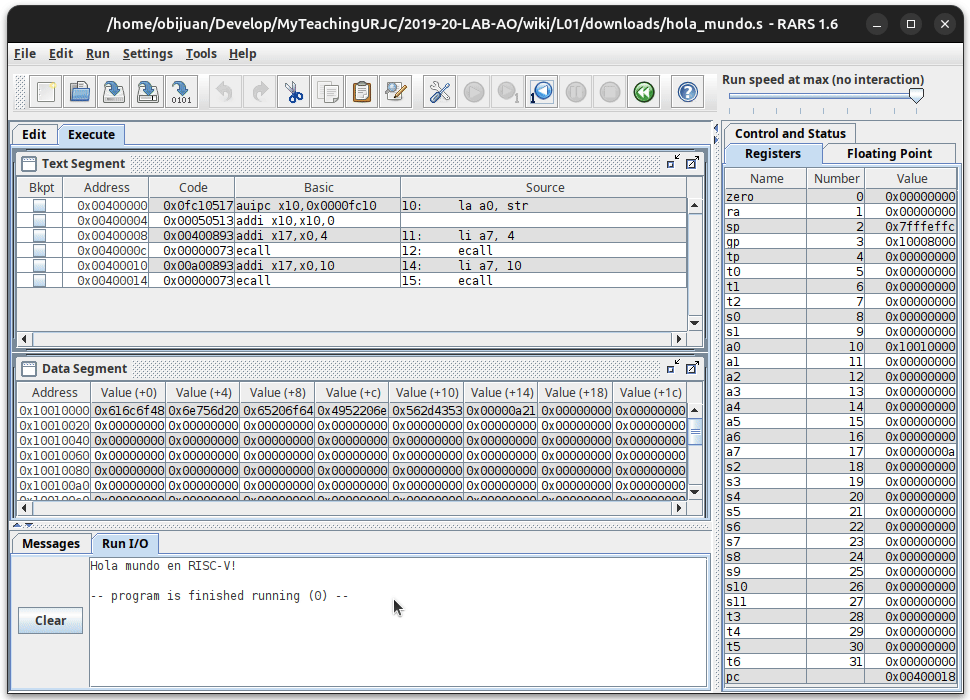 /home/obijuan/Develop/MyTeachingURJC/2019-20-LAB-AO/wiki/L01/downloads/hola_mundo.s - RARS 1.6
File Edit Run Settings Tools Help
0101
1
1
Run speed at max (no interaction)
Edit Execute
Text Segment
Bkpt Address Code Basic Source
0x00400000 0x0fc10517 auipc x10,0x0000fc10 10: la a0, str
0x00400004 0x00050513 addi x10,x10,0
0x00400008 0x00400893 addi x17,x0,4 11: li a7, 4
0x0040000c 0x00000073 ecall 12: ecall
0x00400010 0x00a00893 addi x17,x0,10 14: li a7, 10
0x00400014 0x00000073 ecall 15: ecall
Data Segment
Address Value (+0) Value (+4) Value (+8) Value (+c) Value (+10) Value (+14) Value (+18) Value (+1c)
0x10010000 0x616c6f48 0x6e756d20 0x65206f64 0x4952206e 0x562d4353 0x00000a21 0x00000000 0x00000000
0x10010020 0x00000000 0x00000000 0x00000000 0x00000000 0x00000000 0x00000000 0x00000000 0x00000000
0x10010040 0x00000000 0x00000000 0x00000000 0x00000000 0x00000000 0x00000000 0x00000000 0x00000000
0x10010060 0x00000000 0x00000000 0x00000000 0x00000000 0x00000000 0x00000000 0x00000000 0x00000000
0x10010080 0x00000000 0x00000000 0x00000000 0x00000000 0x00000000 0x00000000 0x00000000 0x00000000
0x100100a0 0x00000000 0x00000000 0x00000000 0x00000000 0x00000000 0x00000000 0x00000000 0x00000000
Messages Run I/O
Hola mundo en RISC-V!
-- program is finished running (0) --
Clear
Control and Status
Registers Floating Point
Name Number Value
zero 0 0x00000000
ra 1 0x00000000
sp 2 0x7fffeffc
gp 3 0x10008000
tp 4 0x00000000
t0 5 0x00000000
t1 6 0x00000000
t2 7 0x00000000
s0 8 0x00000000
s1 9 0x00000000
a0 10 0x10010000
a1 11 0x00000000
a2 12 0x00000000
a3 13 0x00000000
a4 14 0x00000000
a5 15 0x00000000
a6 16 0x00000000
a7 17 0x0000000a
s2 18 0x00000000
s3 19 0x00000000
s4 20 0x00000000
s5 21 0x00000000
s6 22 0x00000000
s7 23 0x00000000
s8 24 0x00000000
s9 25 0x00000000
s10 26 0x00000000
s11 27 0x00000000
t3 28 0x00000000
t4 29 0x00000000
t5 30 0x00000000
t6 31 0x00000000
pc 0x00400018